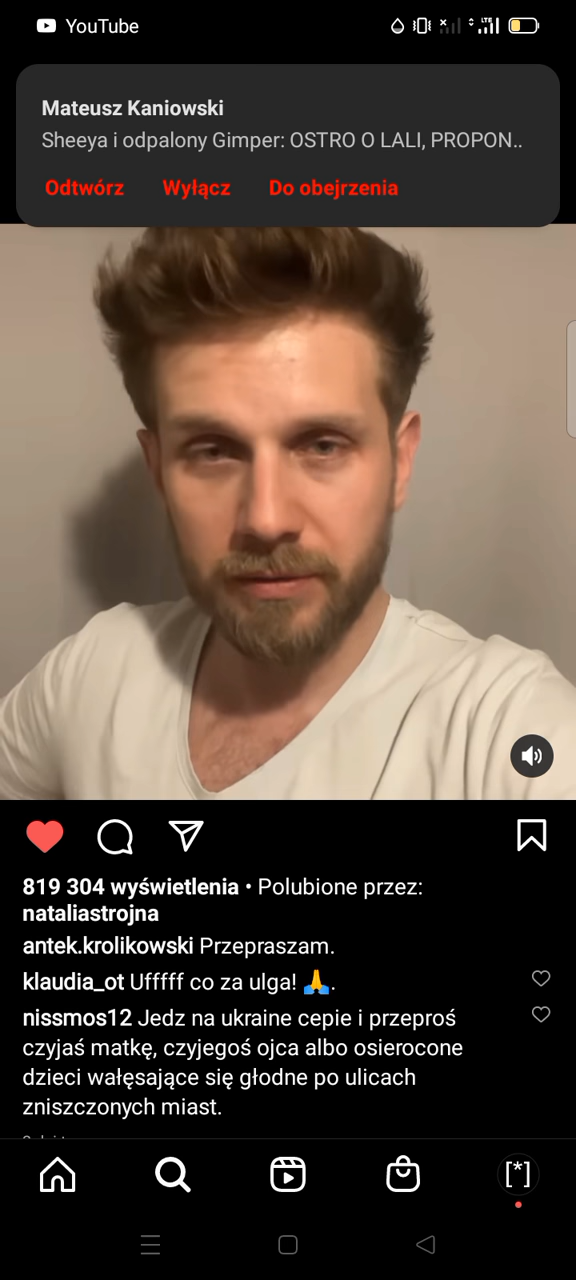 YouTube
LTE
Mateusz Kaniowski
Sheeya i odpalony Gimper: OSTRO O LALI, PROPON..
Odtwórz Wyłącz Do obejrzenia
819 304 wyświetlenia • Polubione przez:
nataliastrojna
antek.krolikowski Przepraszam.
klaudia_ot Ufffff co za ulga! 🙏.
nissmos12 Jedz na ukraine cepie i przeproś
czyjaś matkę, czyjegoś ojca albo osierocone
dzieci wałęsające się głodne po ulicach
zniszczonych miast.
[*]